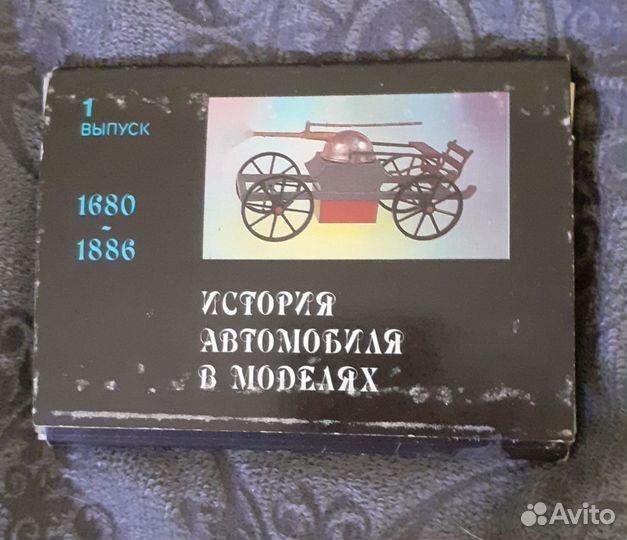 1
ВЫПУСК
1680
~
1886
ИСТОРИЯ
АВТОМОБИЛЯ
В МОДЕЛЯХ
Avito